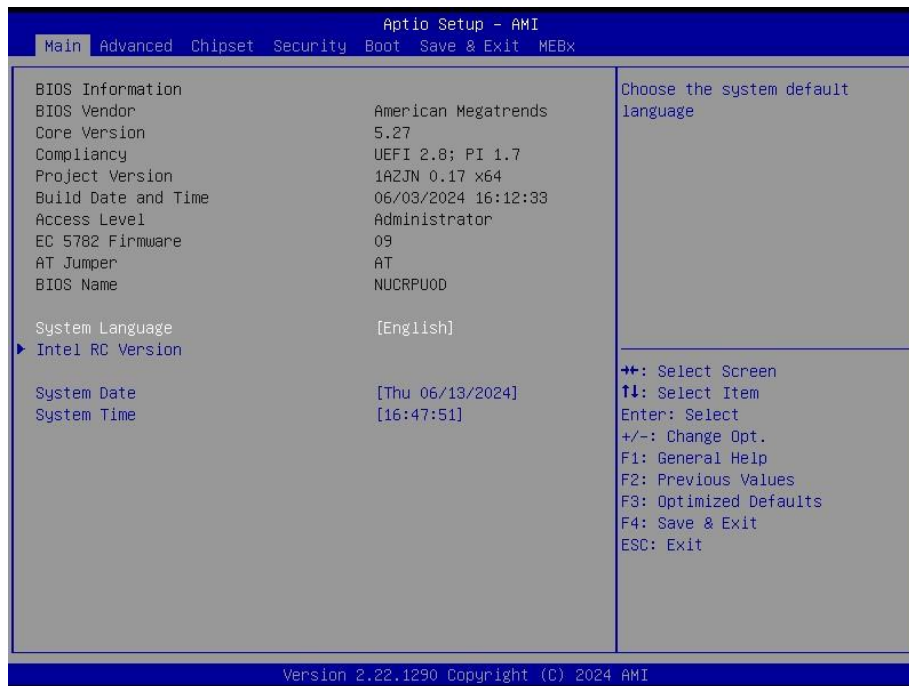 Aptio Setup - AMI
Main Advanced Chipset Security Boot Save & Exit MEBx
BIOS Information
BIOS Vendor American Megatrends
Core Version 5.27
Compliancy UEFI 2.8; PI 1.7
Project Version 1AZJN 0.17 x64
Build Date and Time 06/03/2024 16:12:33
Access Level Administrator
EC 5782 Firmware 09
AT Jumper AT
BIOS Name NUCRPU0D
System Language [English]
Intel RC Version
System Date [Thu 06/13/2024]
System Time [16:47:51]
Choose the system default
language
→←: Select Screen
↑↓: Select Item
Enter: Select
+/-: Change Opt.
F1: General Help
F2: Previous Values
F3: Optimized Defaults
F4: Save & Exit
ESC: Exit
Version 2.22.1290 Copyright (C) 2024 AMI